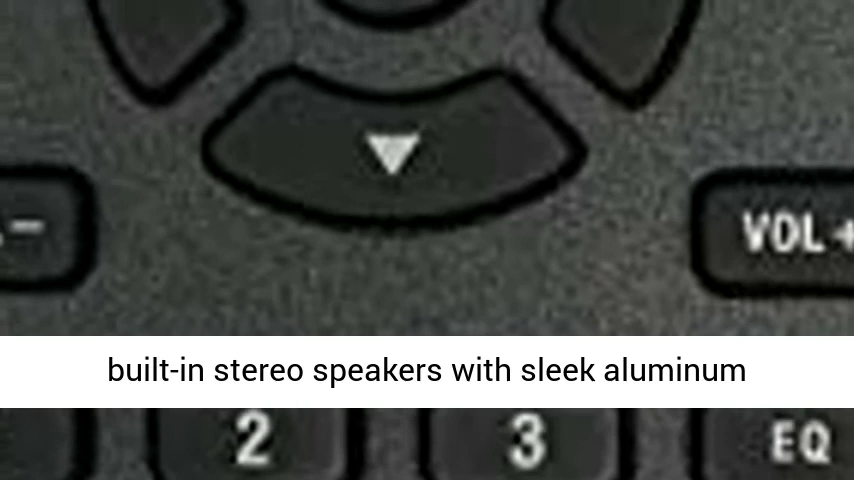 -
VOL +
built-in stereo speakers with sleek aluminum
2
3
EQ